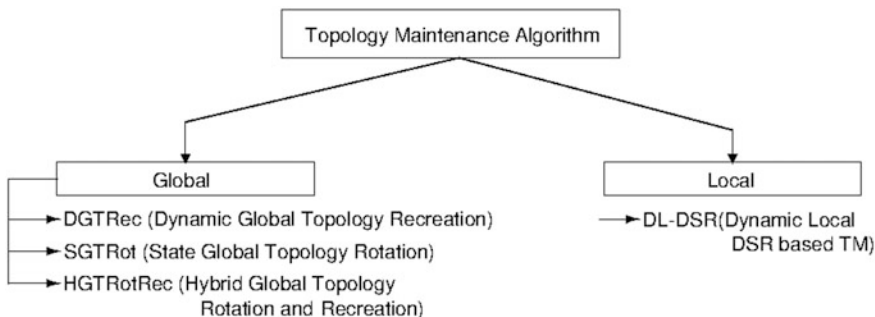 Topology Maintenance Algorithm
Global
DGTRec (Dynamic Global Topology Recreation)
SGTRot (State Global Topology Rotation)
HGTRotRec (Hybrid Global Topology
Rotation and Recreation)
Local
DL-DSR(Dynamic Local
DSR based TM)